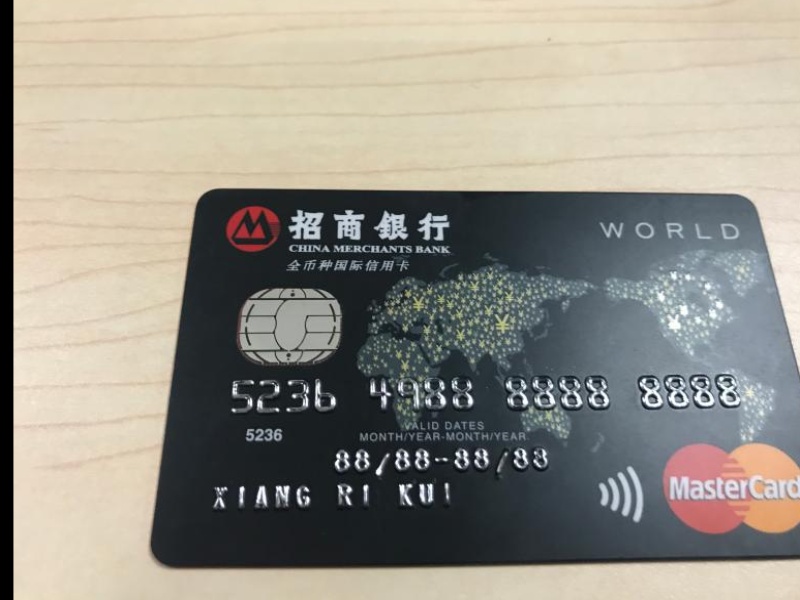 招商银行
WORLD
CHINA MERCHANTS BANK
全币种国际信用卡
5236 4988 8888 8888
5236
VALID DATES
MONTH/YEAR-MONTH/YEAR
88/88-88/88
XIANG RI KUI
MasterCard